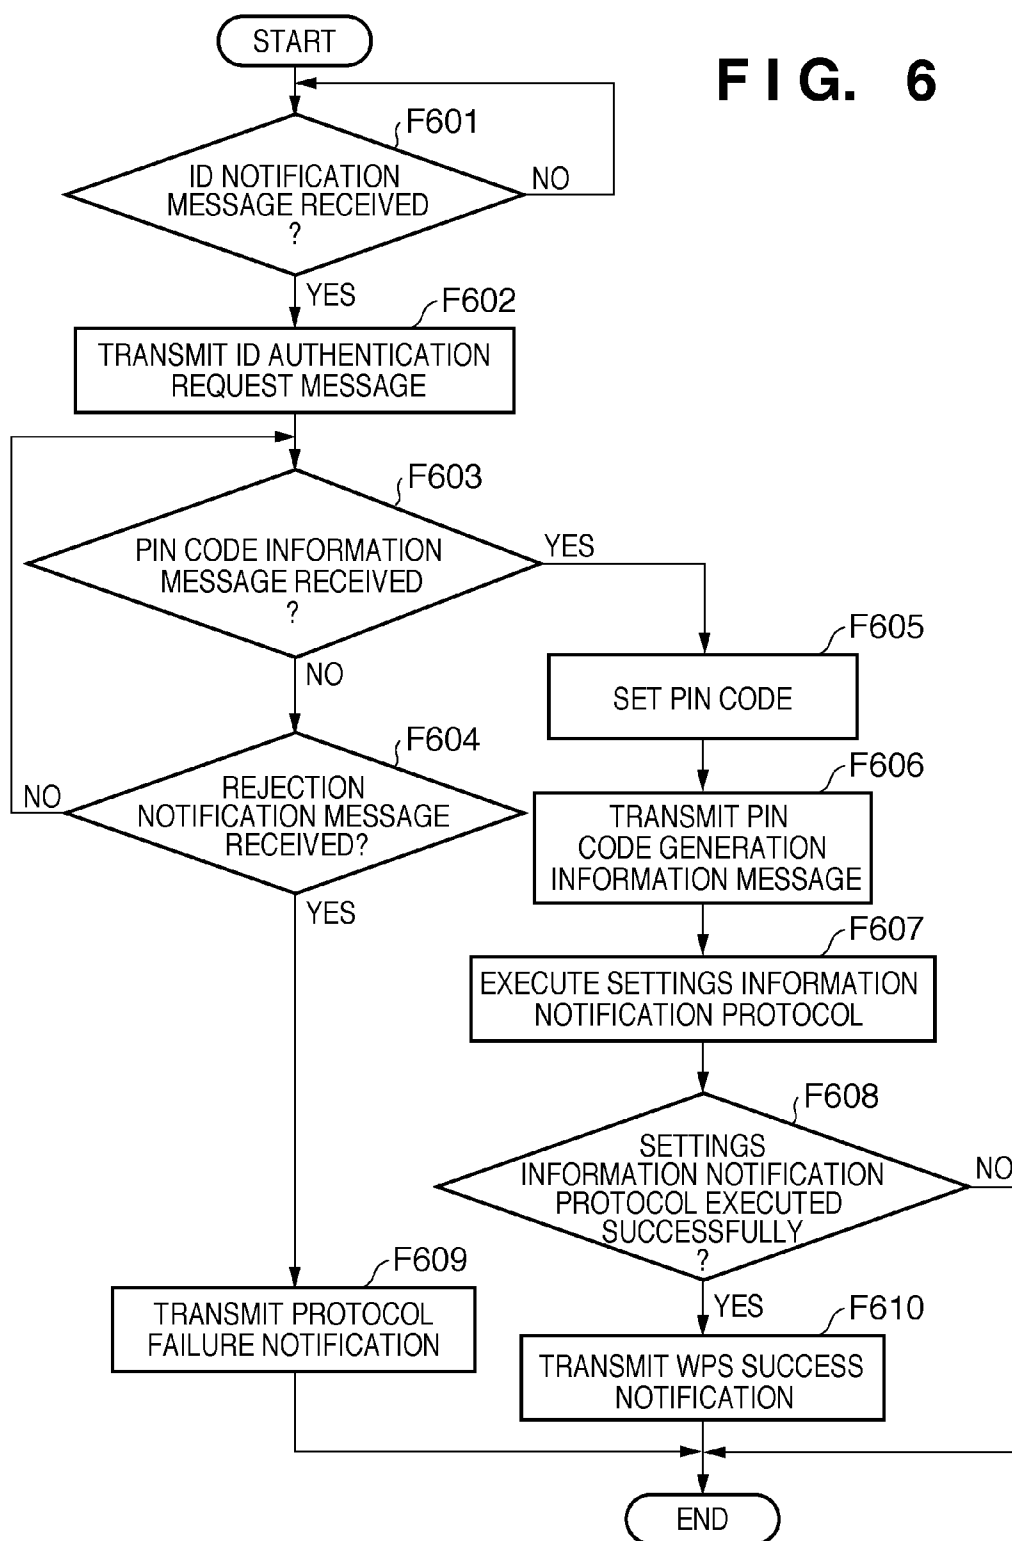 START
FIG. 6
F601
ID NOTIFICATION
MESSAGE RECEIVED
?
NO
YES
F602
TRANSMIT ID AUTHENTICATION
REQUEST MESSAGE
F603
PIN CODE INFORMATION
MESSAGE RECEIVED
?
YES
NO
F605
SET PIN CODE
F604
REJECTION
NOTIFICATION MESSAGE
RECEIVED?
NO
YES
F606
TRANSMIT PIN
CODE GENERATION
INFORMATION MESSAGE
F607
EXECUTE SETTINGS INFORMATION
NOTIFICATION PROTOCOL
F608
SETTINGS
INFORMATION NOTIFICATION
PROTOCOL EXECUTED
SUCCESSFULLY
?
NO
YES
F609
TRANSMIT PROTOCOL
FAILURE NOTIFICATION
F610
TRANSMIT WPS SUCCESS
NOTIFICATION
END